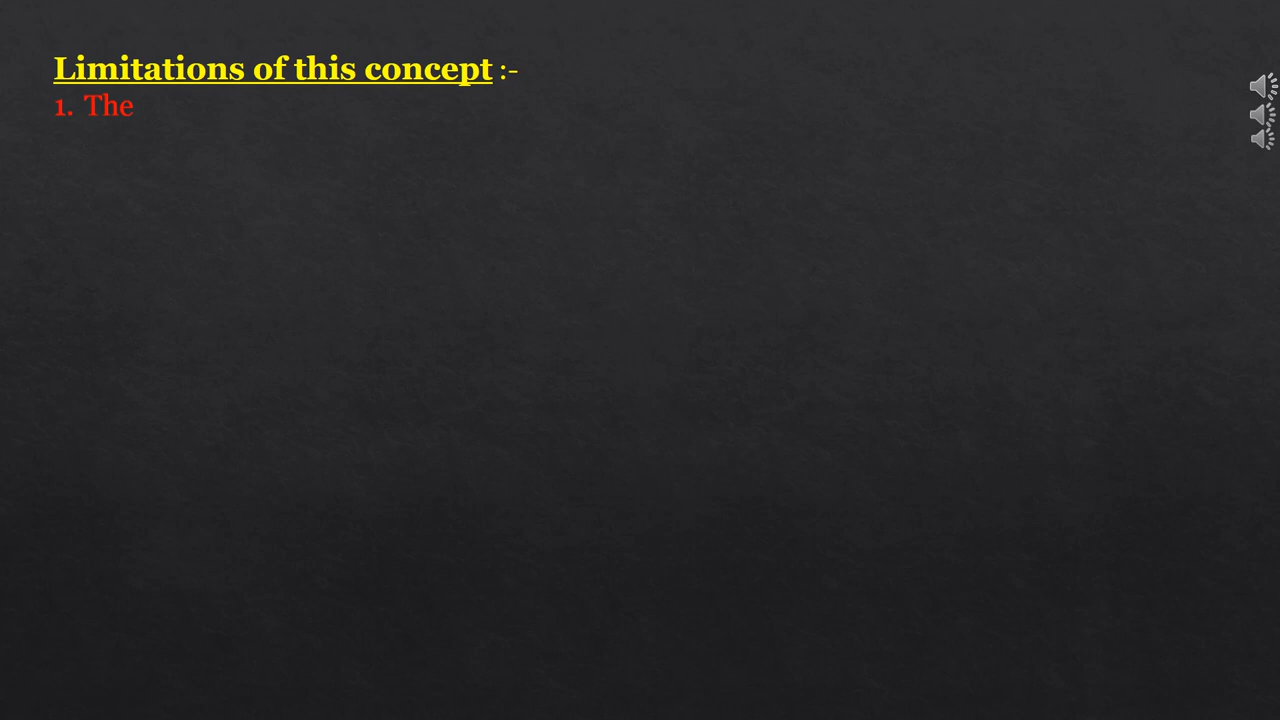 Limitations of this concept :-
1. The